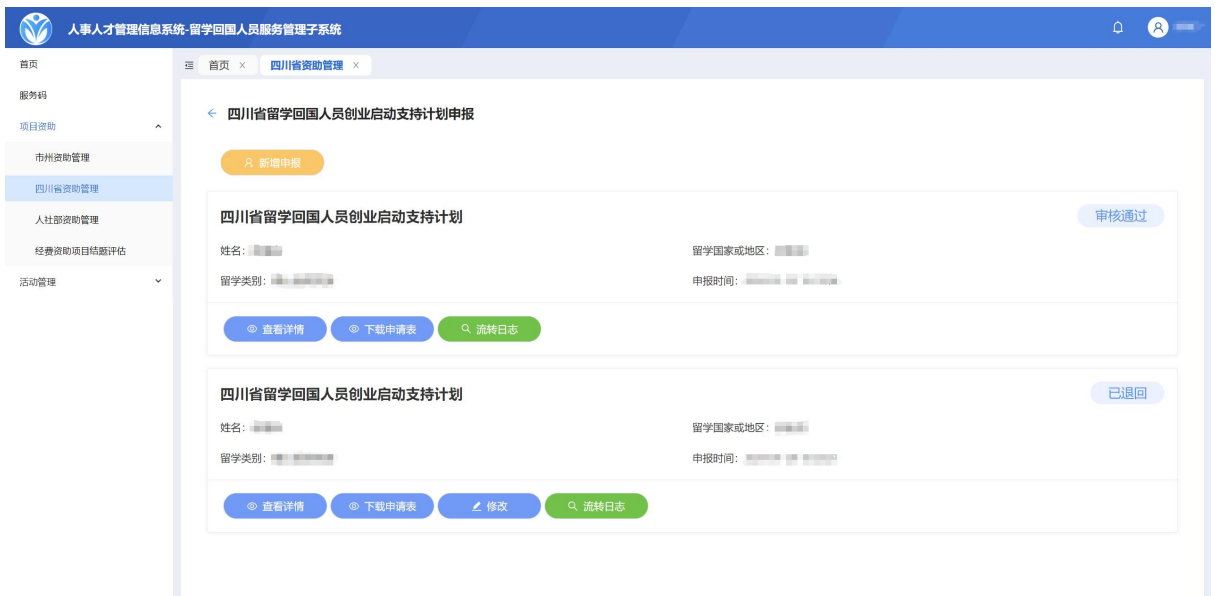 人事人才管理信息系统-留学回国人员服务管理子系统
首页
服务码
项目资助
市州资助管理
四川省资助管理
人社部资助管理
经费资助项目结题评估
活动管理
首页 × 四川省资助管理 ×
← 四川省留学回国人员创业启动支持计划申报
新增申报
四川省留学回国人员创业启动支持计划 审核通过
姓名: 留学国家或地区:
留学类别: 申报时间:
查看详情 下载申请表 流转日志
四川省留学回国人员创业启动支持计划 已退回
姓名: 留学国家或地区:
留学类别: 申报时间:
查看详情 下载申请表 修改 流转日志